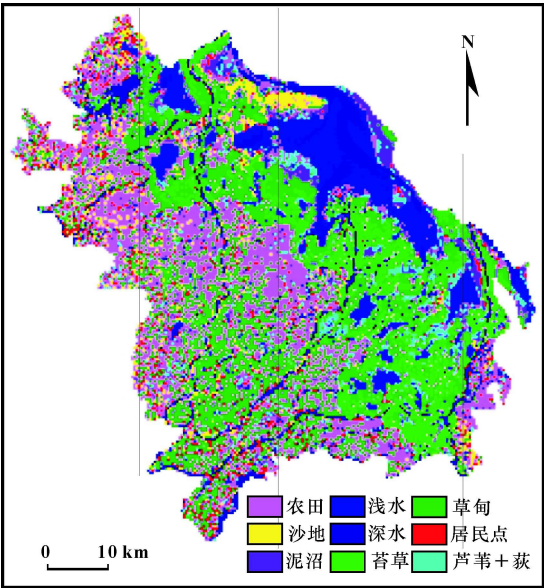 N
农田 浅水 草甸
沙地 深水 居民点
泥沼 苔草 芦苇+荻
0 10 km